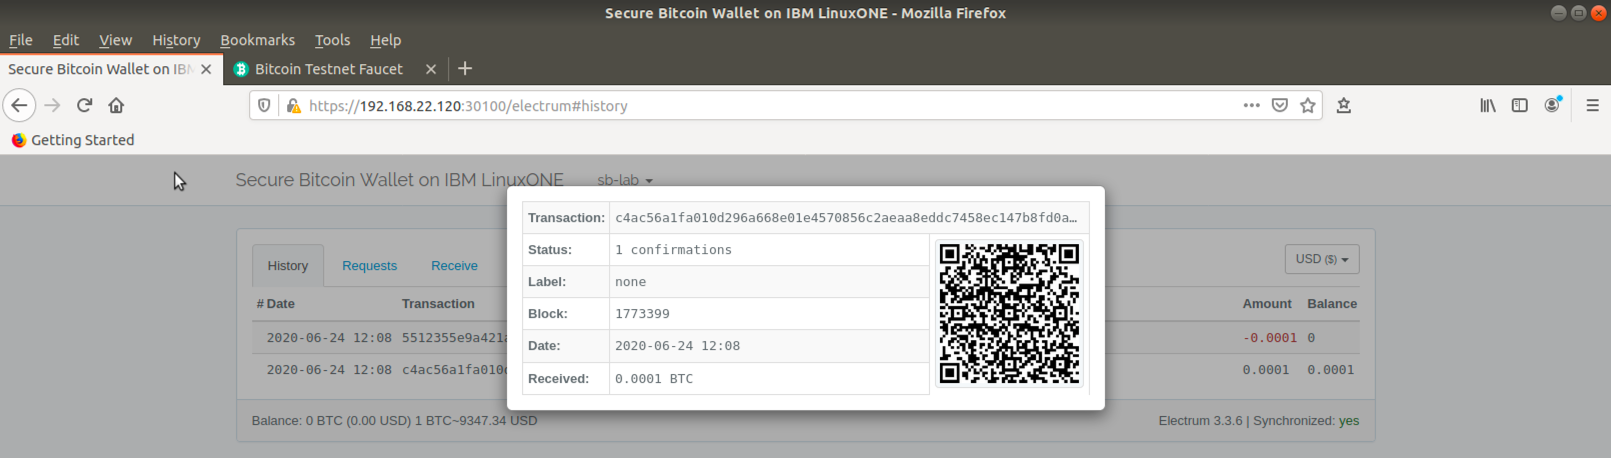 Secure Bitcoin Wallet on IBM LinuxONE - Mozilla Firefox
File Edit View History Bookmarks Tools Help
Secure Bitcoin Wallet on IBM Bitcoin Testnet Faucet
https://192.168.22.120:30100/electrum#history
Getting Started
Secure Bitcoin Wallet on IBM LinuxONE sb-lab
Transaction: c4ac56a1fa010d296a668e01e4570856c2aeaa8eddc7458ec147b8fd0a…
Status: 1 confirmations
Label: none
Block: 1773399
Date: 2020-06-24 12:08
Received: 0.0001 BTC
History Requests Receive USD ($)
# Date Transaction Amount Balance
2020-06-24 12:08 5512355e9a421 -0.0001 0
2020-06-24 12:08 c4ac56a1fa010 0.0001 0.0001
Balance: 0 BTC (0.00 USD) 1 BTC~9347.34 USD Electrum 3.3.6 | Synchronized: yes